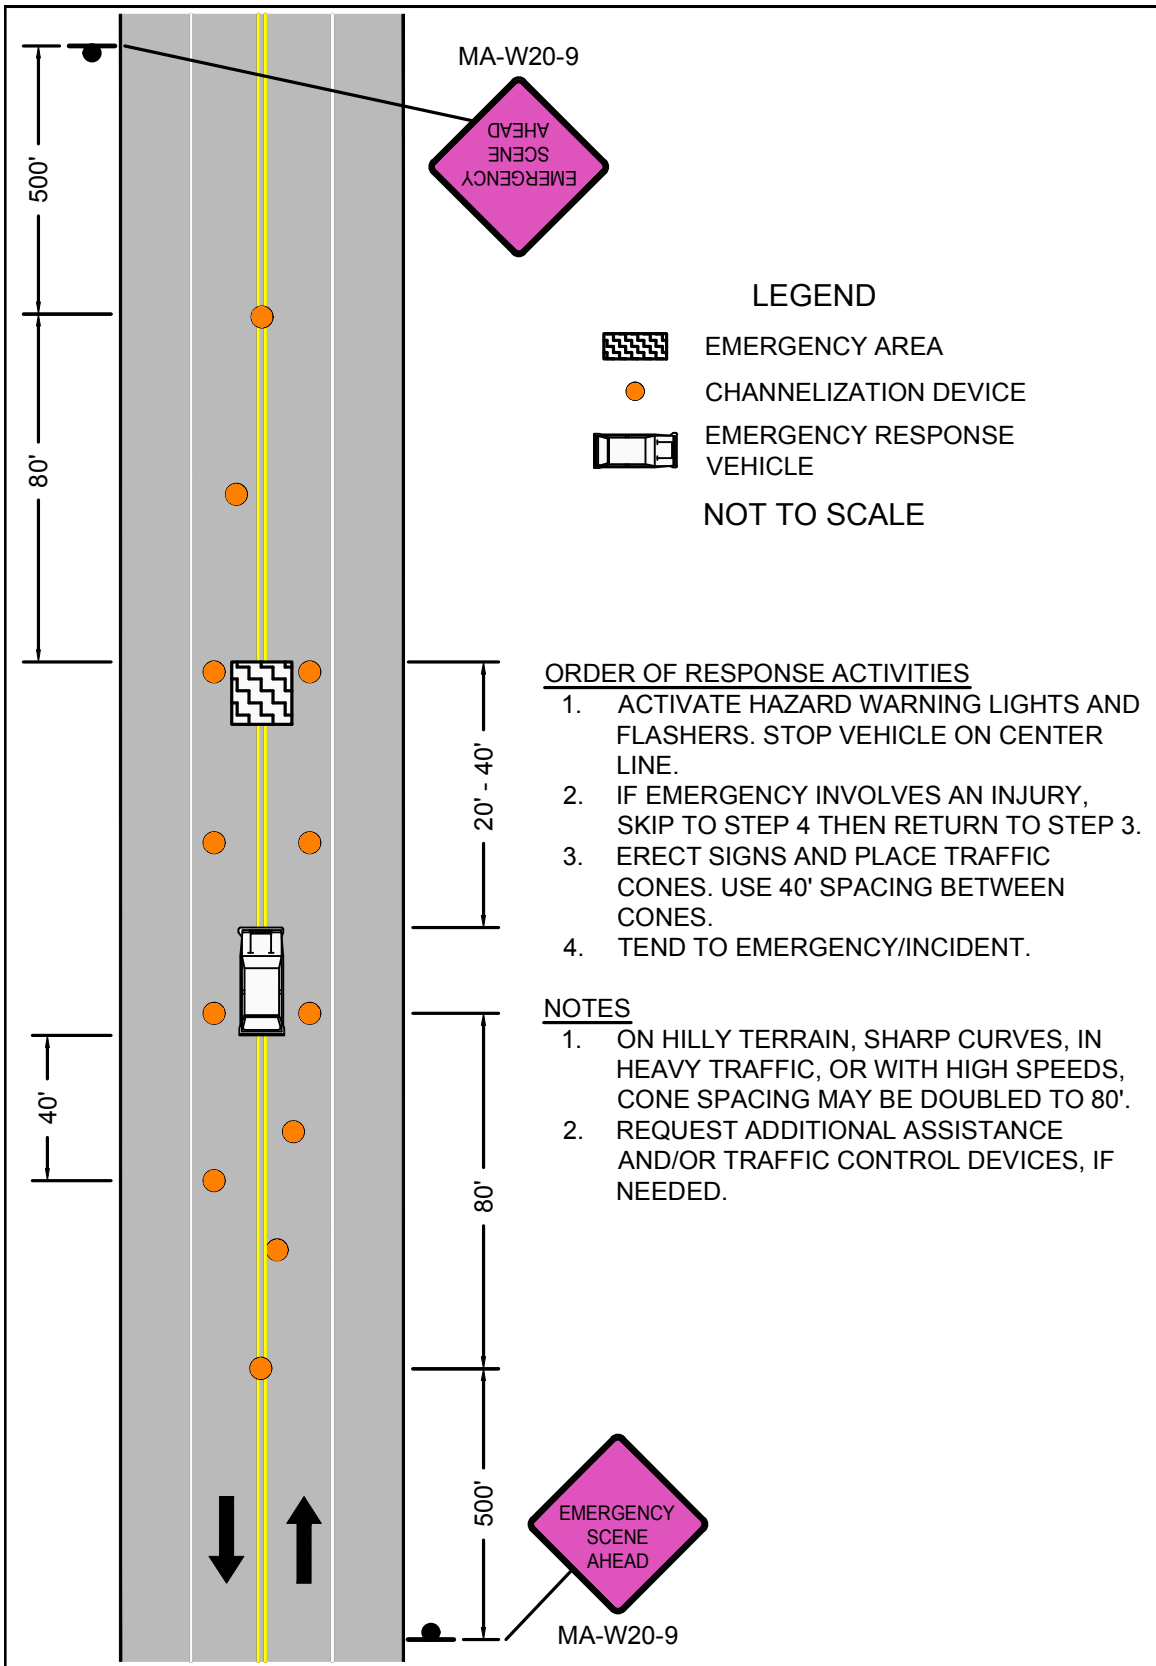 MA-W20-9
EMERGENCY
SCENE
AHEAD
500'
80'
LEGEND
EMERGENCY AREA
CHANNELIZATION DEVICE
EMERGENCY RESPONSE
VEHICLE
NOT TO SCALE
20' - 40'
ORDER OF RESPONSE ACTIVITIES
1. ACTIVATE HAZARD WARNING LIGHTS AND
FLASHERS. STOP VEHICLE ON CENTER
LINE.
2. IF EMERGENCY INVOLVES AN INJURY,
SKIP TO STEP 4 THEN RETURN TO STEP 3.
3. ERECT SIGNS AND PLACE TRAFFIC
CONES. USE 40' SPACING BETWEEN
CONES.
4. TEND TO EMERGENCY/INCIDENT.
NOTES
1. ON HILLY TERRAIN, SHARP CURVES, IN
HEAVY TRAFFIC, OR WITH HIGH SPEEDS,
CONE SPACING MAY BE DOUBLED TO 80'.
2. REQUEST ADDITIONAL ASSISTANCE
AND/OR TRAFFIC CONTROL DEVICES, IF
NEEDED.
40'
80'
500'
EMERGENCY
SCENE
AHEAD
MA-W20-9